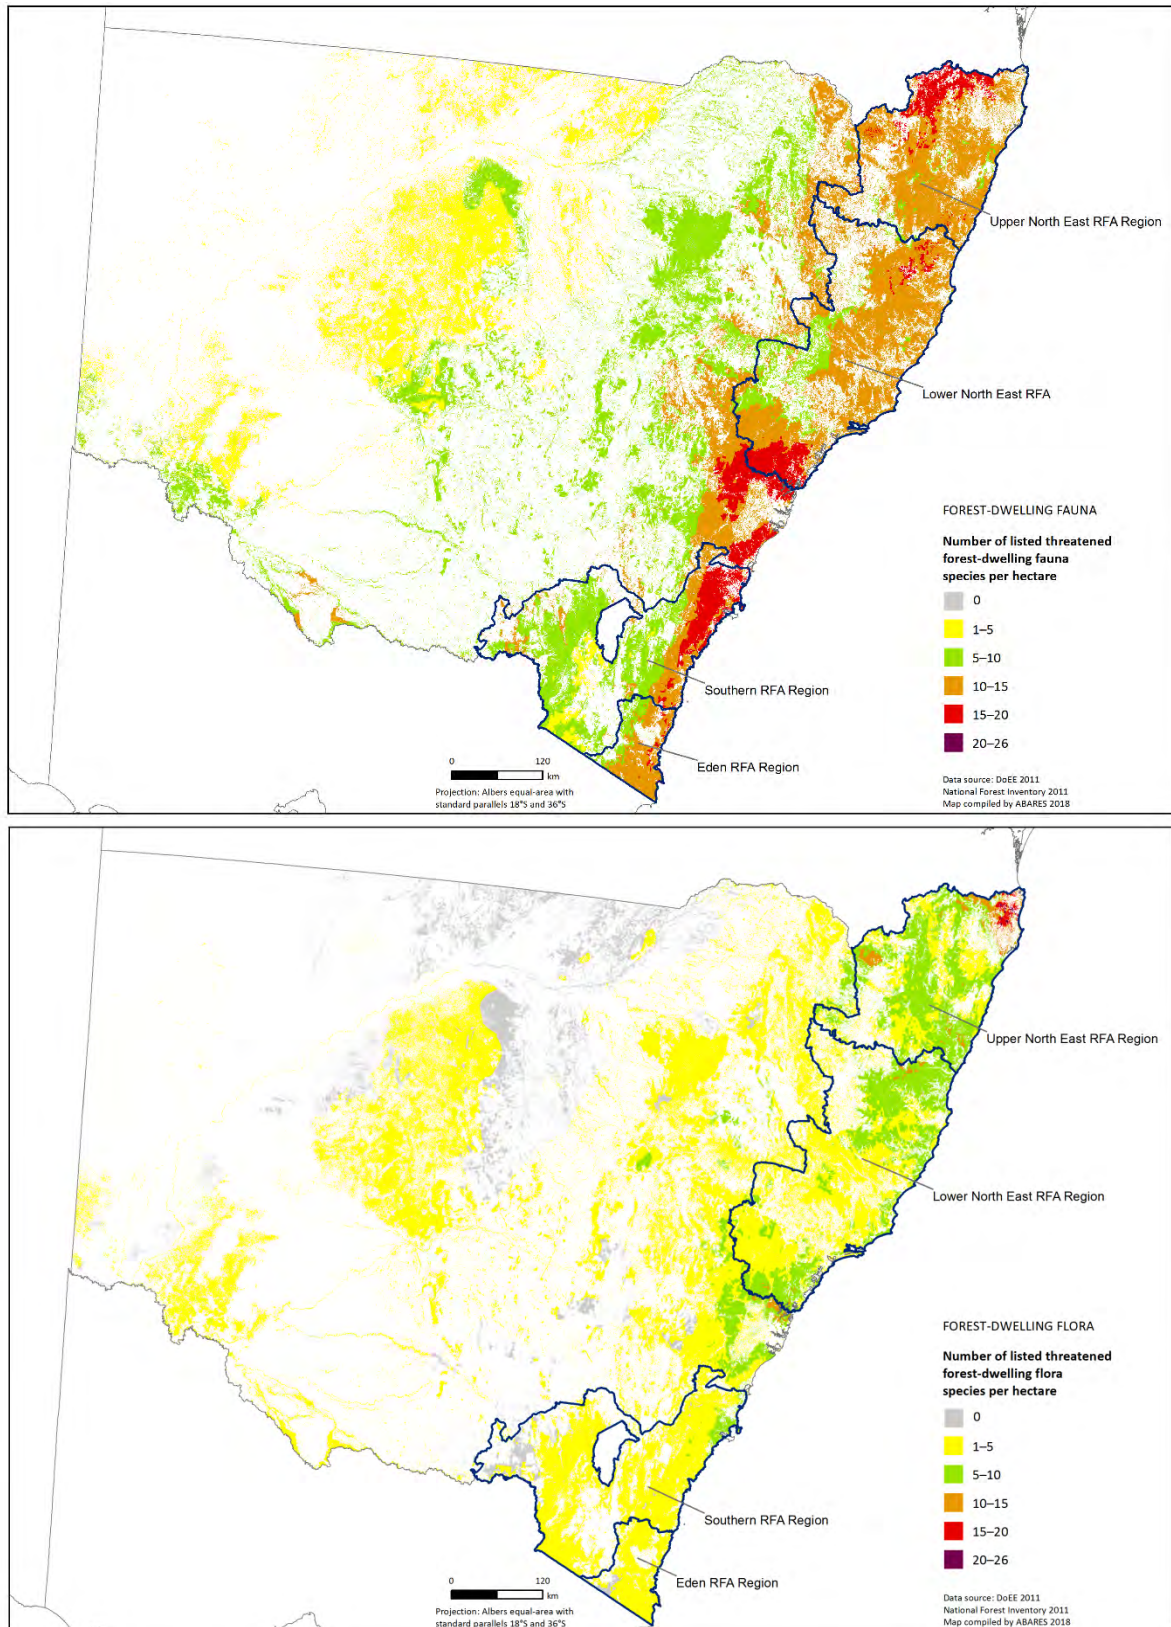 Upper North East RFA Region
Lower North East RFA
Southern RFA Region
Eden RFA Region
FOREST-DWELLING FAUNA
Number of listed threatened
forest-dwelling fauna
species per hectare
0
1–5
5–10
10–15
15–20
20–26
0 120
km
Projection: Albers equal-area with
standard parallels 18°S and 36°S
Data source: DoEE 2011
National Forest Inventory 2011
Map compiled by ABARES 2018
Upper North East RFA Region
Lower North East RFA Region
Southern RFA Region
Eden RFA Region
FOREST-DWELLING FLORA
Number of listed threatened
forest-dwelling flora
species per hectare
0
1–5
5–10
10–15
15–20
20–26
0 120
km
Projection: Albers equal-area with
standard parallels 18°S and 36°S
Data source: DoEE 2011
National Forest Inventory 2011
Map compiled by ABARES 2018